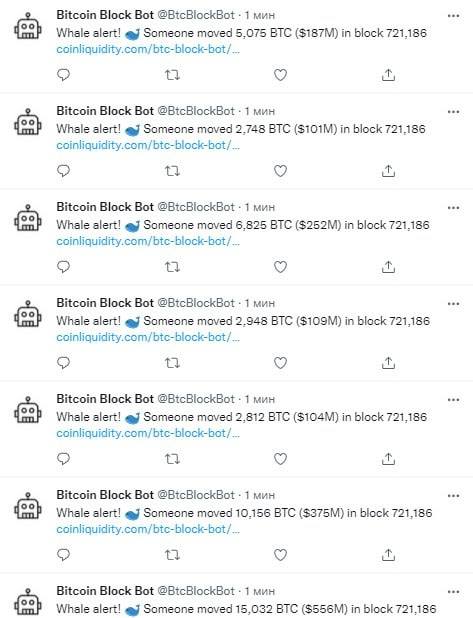 Bitcoin Block Bot @BtcBlockBot · 1 мин
Whale alert! 🐋 Someone moved 5,075 BTC ($187M) in block 721,186
coinliquidity.com/btc-block-bot/...
Bitcoin Block Bot @BtcBlockBot · 1 мин
Whale alert! 🐋 Someone moved 2,748 BTC ($101M) in block 721,186
coinliquidity.com/btc-block-bot/...
Bitcoin Block Bot @BtcBlockBot · 1 мин
Whale alert! 🐋 Someone moved 6,825 BTC ($252M) in block 721,186
coinliquidity.com/btc-block-bot/...
Bitcoin Block Bot @BtcBlockBot · 1 мин
Whale alert! 🐋 Someone moved 2,948 BTC ($109M) in block 721,186
coinliquidity.com/btc-block-bot/...
Bitcoin Block Bot @BtcBlockBot · 1 мин
Whale alert! 🐋 Someone moved 2,812 BTC ($104M) in block 721,186
coinliquidity.com/btc-block-bot/...
Bitcoin Block Bot @BtcBlockBot · 1 мин
Whale alert! 🐋 Someone moved 10,156 BTC ($375M) in block 721,186
coinliquidity.com/btc-block-bot/...
Bitcoin Block Bot @BtcBlockBot · 1 мин
Whale alert! 🐋 Someone moved 15,032 BTC ($556M) in block 721,186